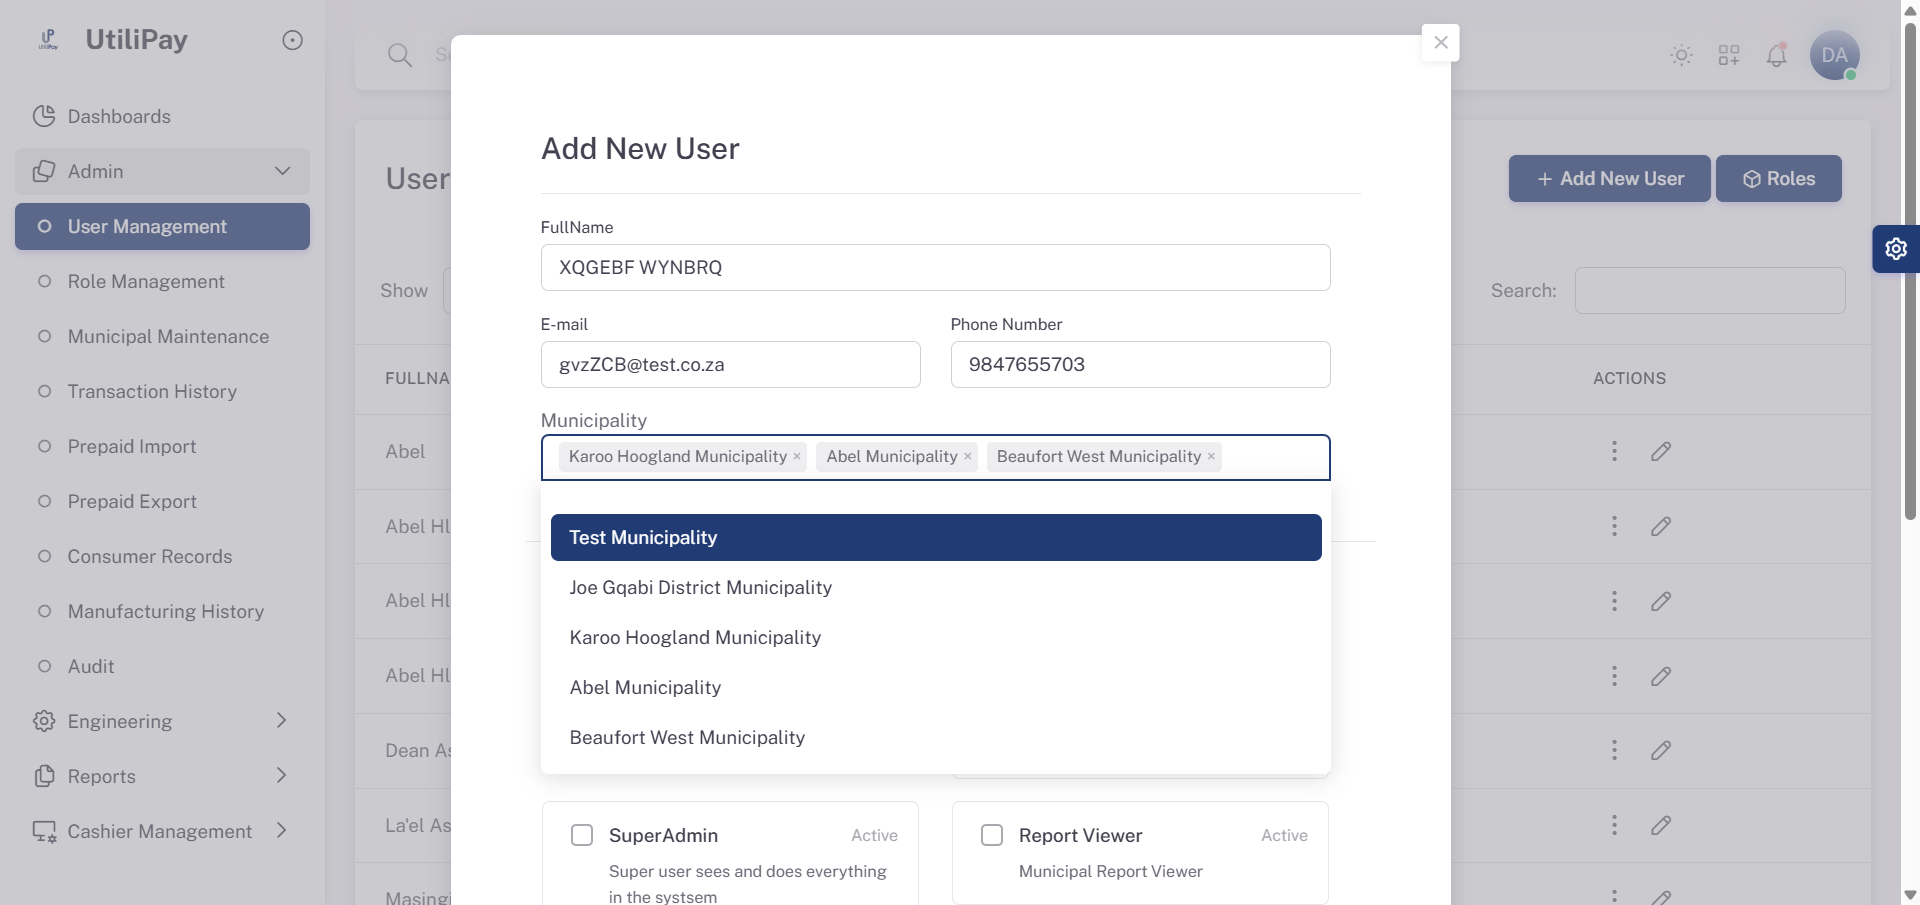 UtiliPay
Dashboards
Admin
User Management
Role Management
Municipal Maintenance
Transaction History
Prepaid Import
Prepaid Export
Consumer Records
Manufacturing History
Audit
Engineering
Reports
Cashier Management
DA
User
+ Add New User
Roles
Show
Search:
FULLNA
ACTIONS
Abel
Abel Hl
Abel Hl
Abel Hl
Dean As
La'el As
Masingi
×
Add New User
FullName
XQGEBF WYNBRQ
E-mail
Phone Number
gvzZCB@test.co.za
9847655703
Municipality
Karoo Hoogland Municipality × Abel Municipality × Beaufort West Municipality ×
Test Municipality
Joe Gqabi District Municipality
Karoo Hoogland Municipality
Abel Municipality
Beaufort West Municipality
SuperAdmin Active
Super user sees and does everything
in the systsem
Report Viewer Active
Municipal Report Viewer